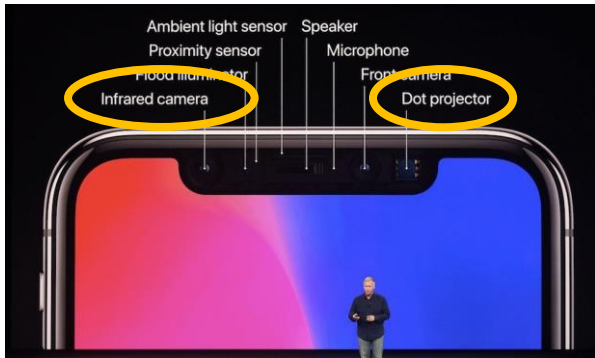 Ambient light sensor Speaker
Proximity sensor Microphone
Flood illuminator Front camera
Infrared camera Dot projector